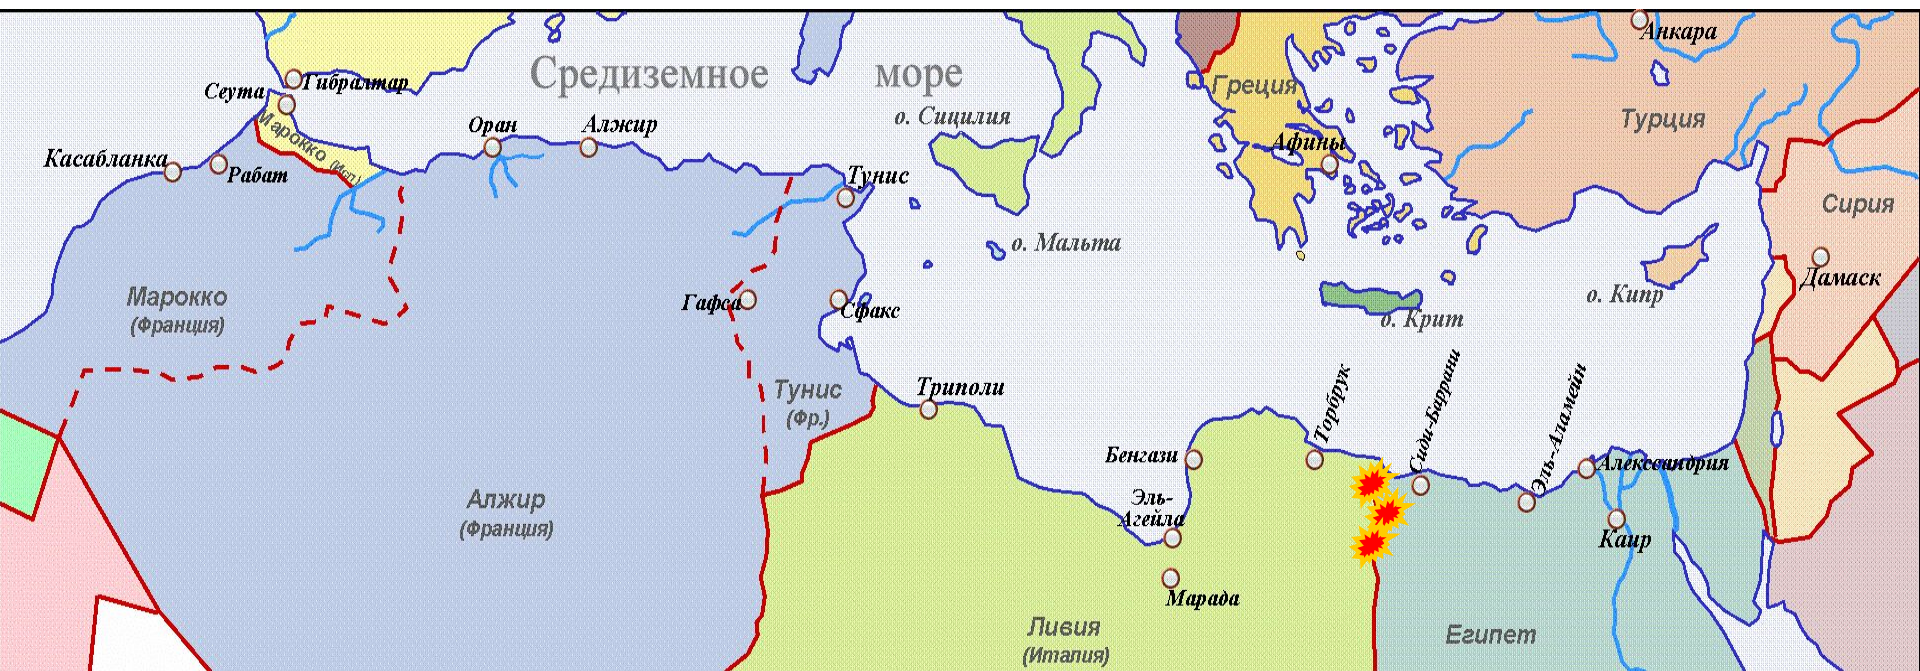 Анкара
Гибралтар
Средиземное море
Греция
Сеута
о. Сицилия
Турция
Марокко (Исп)
Оран
Алжир
Афины
Касабланка
Рабат
Тунис
Сирия
о. Мальта
Дамаск
Марокко
(Франция)
Гафса
Сфакс
о. Кипр
о. Крит
Тунис
(Фр.)
Триполи
Торбрук
Сиди-Баррани
Эль-Аламейн
Бенгази
Александрия
Алжир
(Франция)
Эль-
Агейла
Каир
Марада
Ливия
(Италия)
Египет